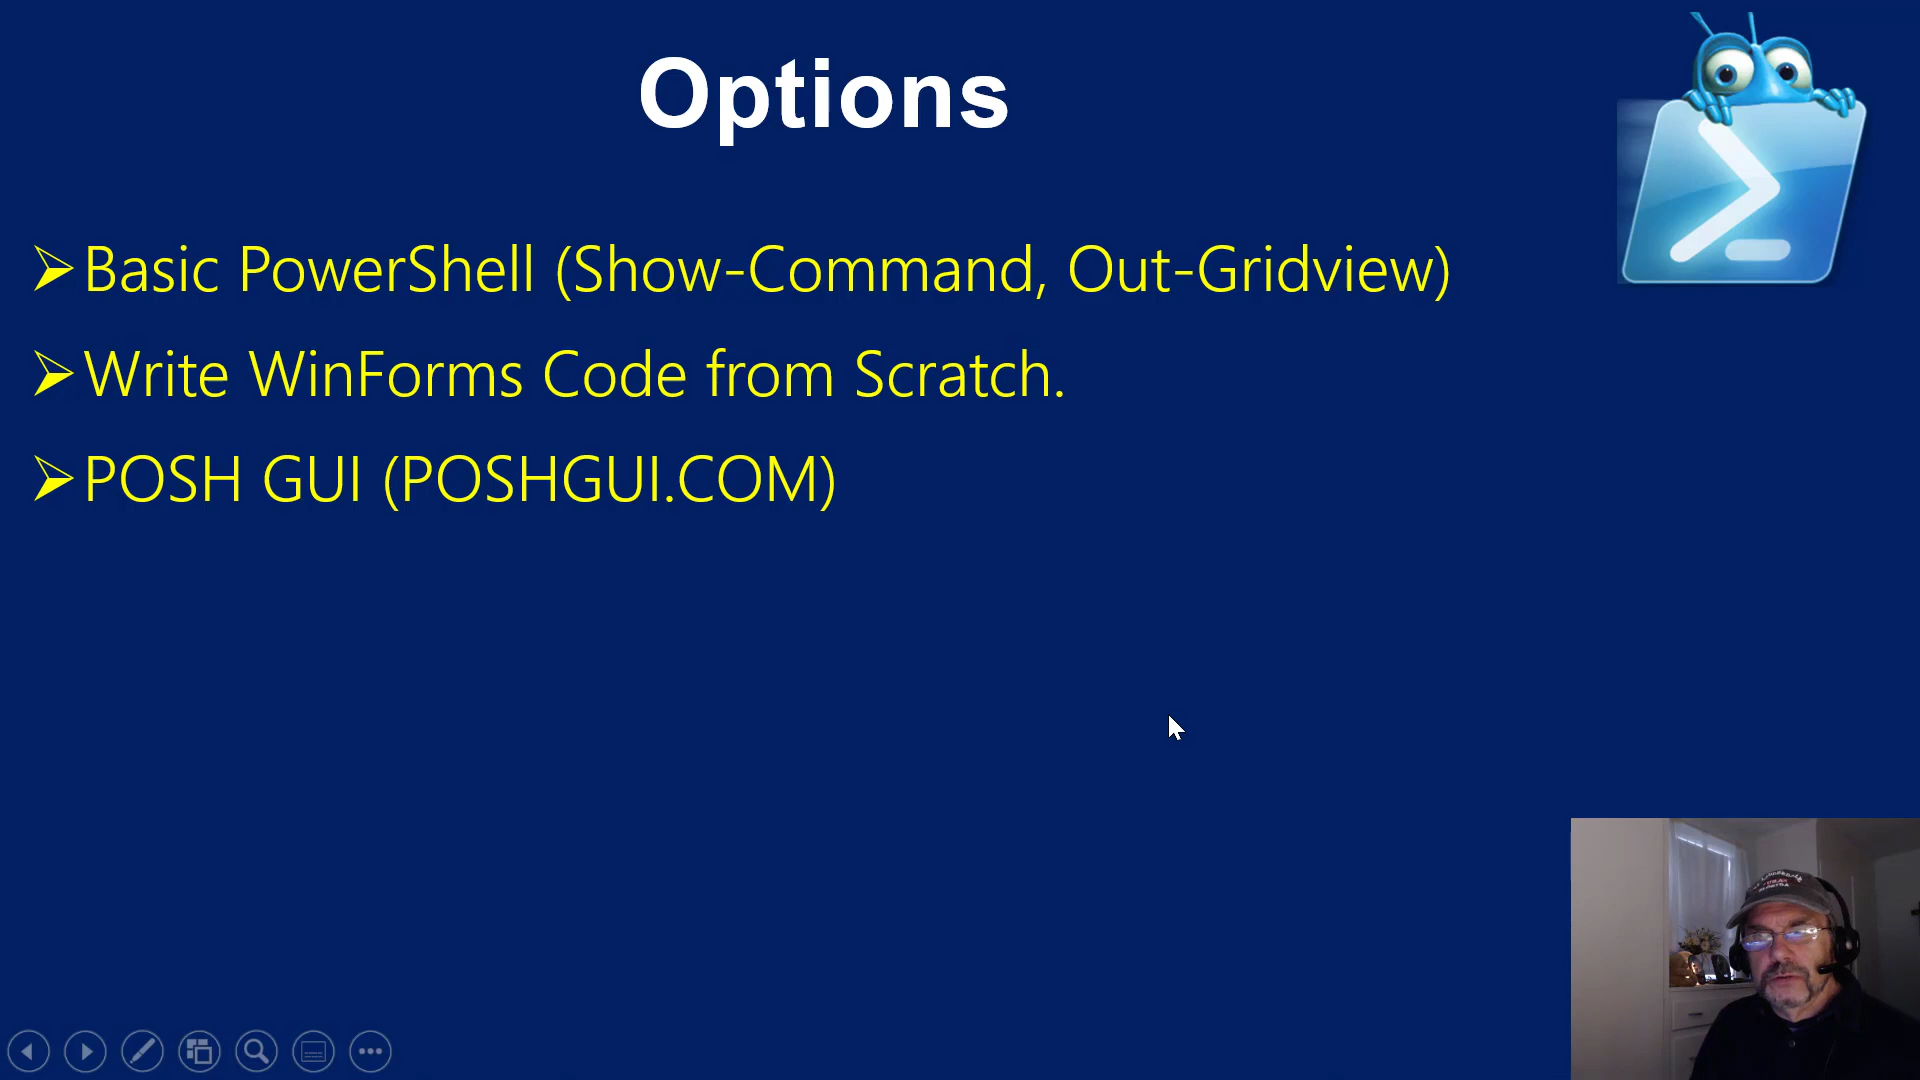 Options
Basic PowerShell (Show-Command, Out-Gridview)
Write WinForms Code from Scratch.
POSH GUI (POSHGUI.COM)